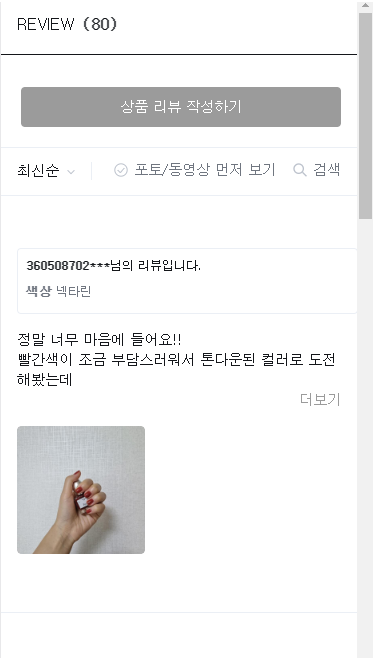 REVIEW (80)
상품 리뷰 작성하기
최신순 포토/동영상 먼저 보기 검색
360508702***님의 리뷰입니다.
색상 넥타린
정말 너무 마음에 들어요!!
빨간색이 조금 부담스러워서 톤다운된 컬러로 도전
해봤는데
더보기